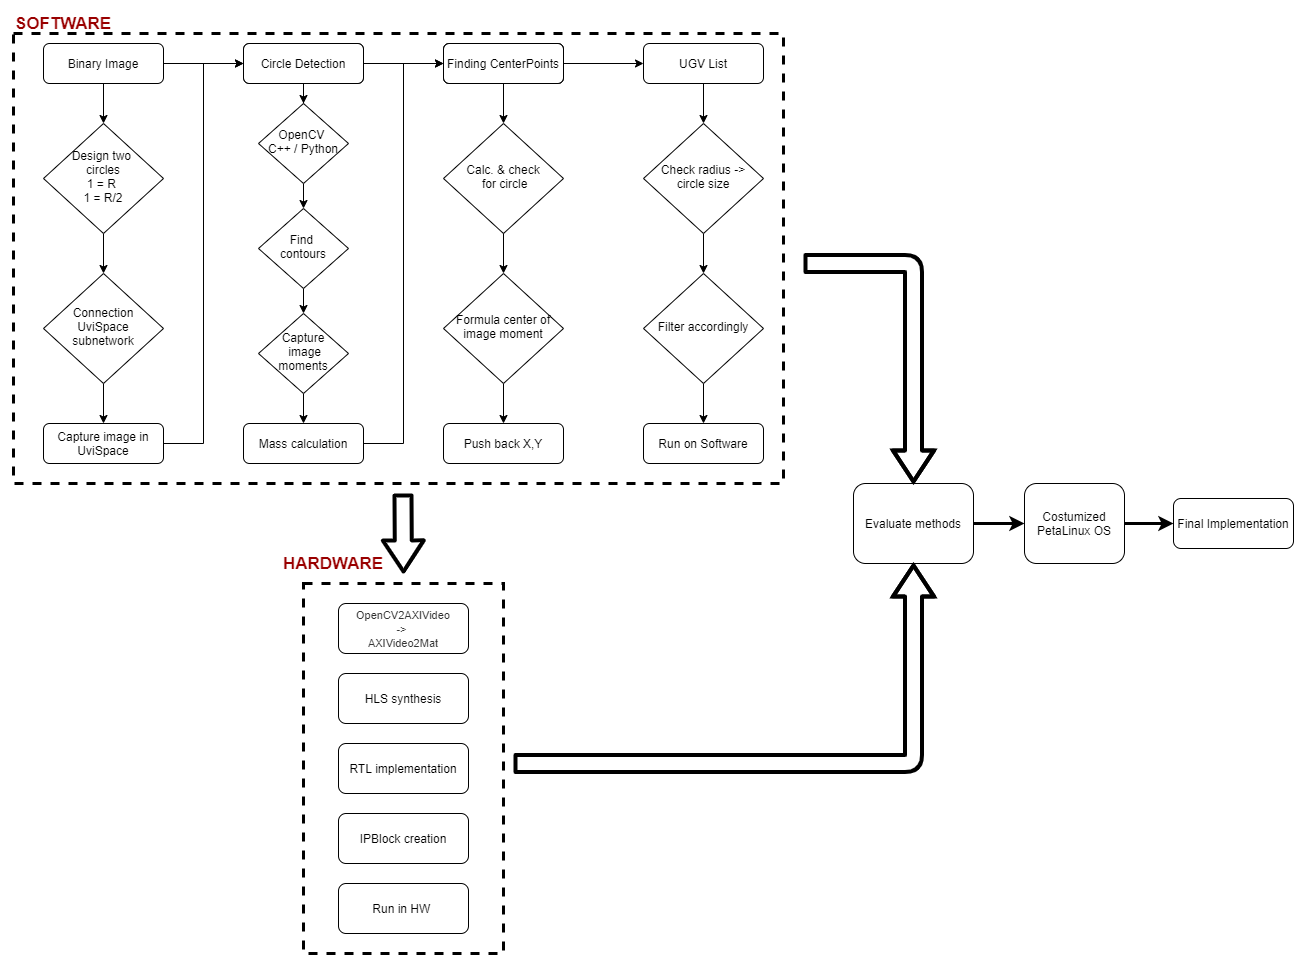 SOFTWARE
Binary Image
Circle Detection
Finding CenterPoints
UGV List
Design two
circles
1 = R
1 = R/2
OpenCV
C++ / Python
Calc. & check
for circle
Check radius ->
circle size
Find
contours
Connection
UviSpace
subnetwork
Capture
image
moments
Formula center of
image moment
Filter accordingly
Capture image in
UviSpace
Mass calculation
Push back X,Y
Run on Software
HARDWARE
OpenCV2AXIVideo
->
AXIVideo2Mat
HLS synthesis
RTL implementation
IPBlock creation
Run in HW
Evaluate methods
Costumized
PetaLinux OS
Final Implementation